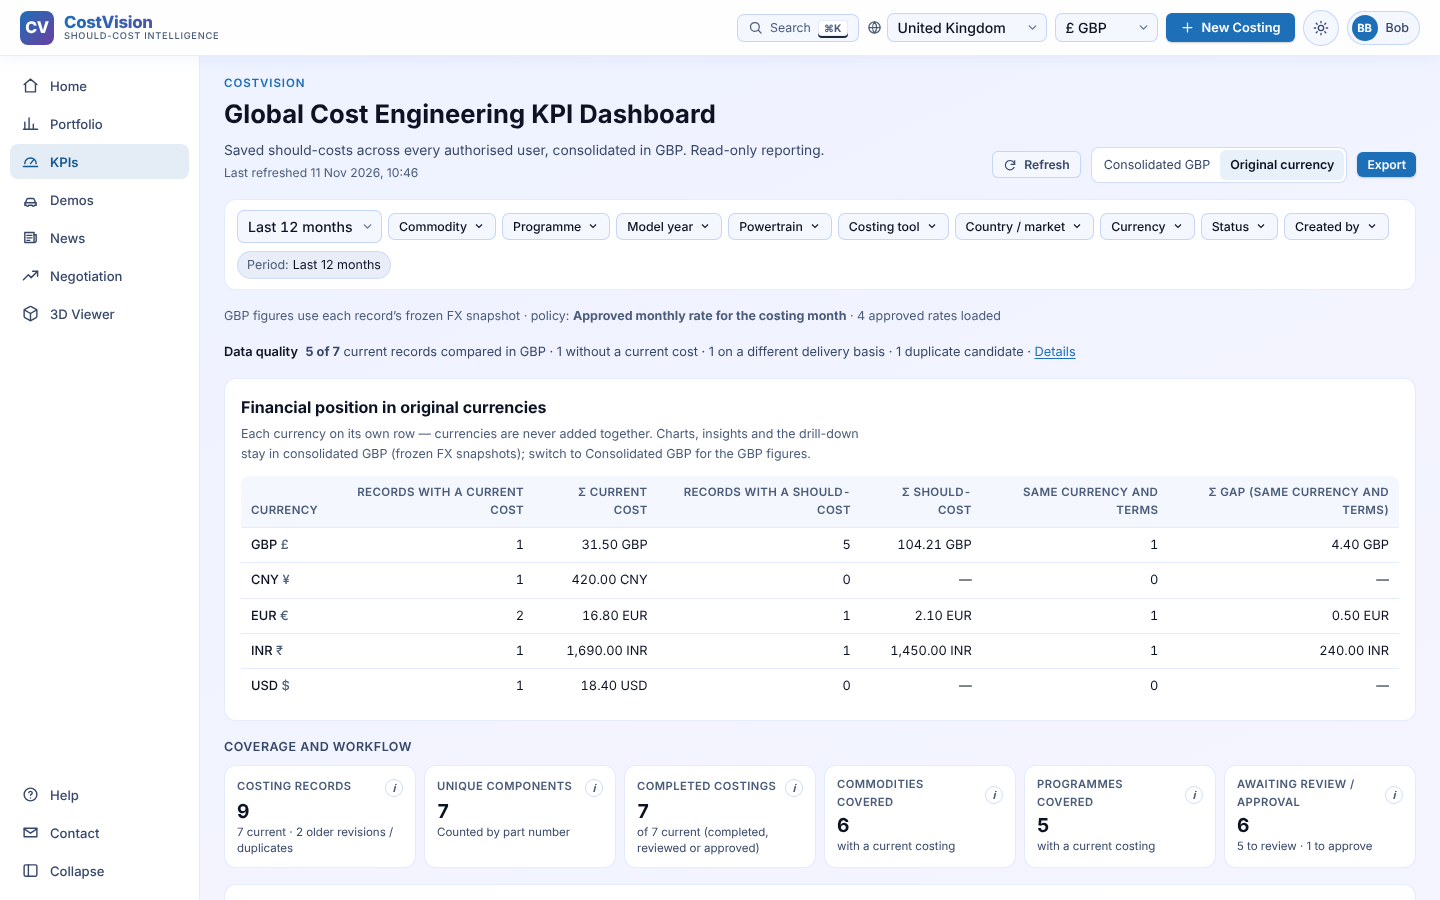 CV
CostVision
SHOULD-COST INTELLIGENCE
Search ⌘K
United Kingdom
£ GBP
+ New Costing
BB
Bob
Home
Portfolio
KPIs
Demos
News
Negotiation
3D Viewer
Help
Contact
Collapse
COSTVISION
Global Cost Engineering KPI Dashboard
Saved should-costs across every authorised user, consolidated in GBP. Read-only reporting.
Last refreshed 11 Nov 2026, 10:46
Refresh
Consolidated GBP
Original currency
Export
Last 12 months
Commodity
Programme
Model year
Powertrain
Costing tool
Country / market
Currency
Status
Created by
Period: Last 12 months
GBP figures use each record's frozen FX snapshot · policy: Approved monthly rate for the costing month · 4 approved rates loaded
Data quality 5 of 7 current records compared in GBP · 1 without a current cost · 1 on a different delivery basis · 1 duplicate candidate · Details
Financial position in original currencies
Each currency on its own row — currencies are never added together. Charts, insights and the drill-down
stay in consolidated GBP (frozen FX snapshots); switch to Consolidated GBP for the GBP figures.
CURRENCY
RECORDS WITH A CURRENT
COST
Σ CURRENT
COST
RECORDS WITH A SHOULD-
COST
Σ SHOULD-
COST
SAME CURRENCY AND
TERMS
Σ GAP (SAME CURRENCY AND
TERMS)
GBP £ 1 31.50 GBP 5 104.21 GBP 1 4.40 GBP
CNY ¥ 1 420.00 CNY 0 — 0 —
EUR € 2 16.80 EUR 1 2.10 EUR 1 0.50 EUR
INR ₹ 1 1,690.00 INR 1 1,450.00 INR 1 240.00 INR
USD $ 1 18.40 USD 0 — 0 —
COVERAGE AND WORKFLOW
COSTING RECORDS i
9
7 current · 2 older revisions /
duplicates
UNIQUE COMPONENTS i
7
Counted by part number
COMPLETED COSTINGS i
7
of 7 current (completed,
reviewed or approved)
COMMODITIES
COVERED i
6
with a current costing
PROGRAMMES
COVERED i
5
with a current costing
AWAITING REVIEW /
APPROVAL i
6
5 to review · 1 to approve